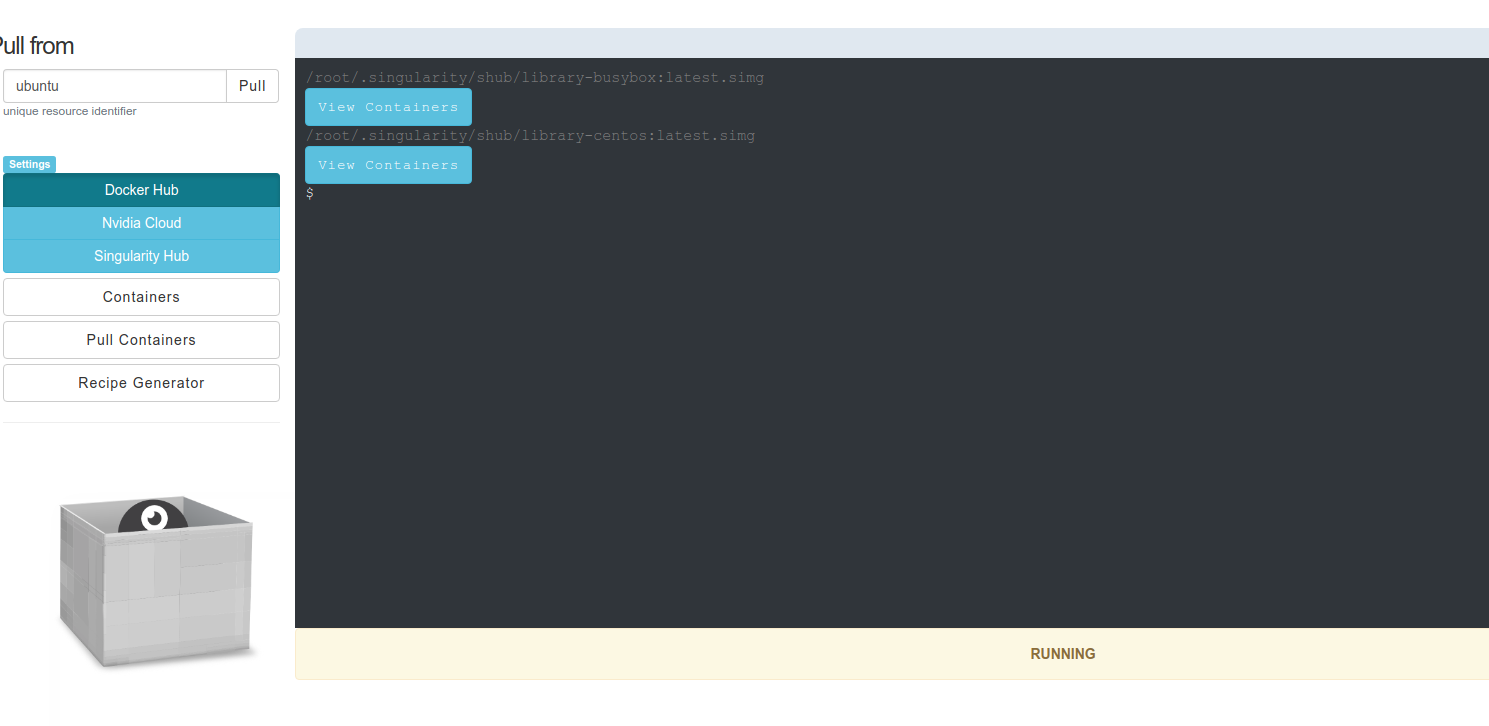 Pull from
ubuntu
Pull
unique resource identifier
Settings
Docker Hub
Nvidia Cloud
Singularity Hub
Containers
Pull Containers
Recipe Generator
/root/.singularity/shub/library-busybox:latest.simg
View Containers
/root/.singularity/shub/library-centos:latest.simg
View Containers
$
RUNNING